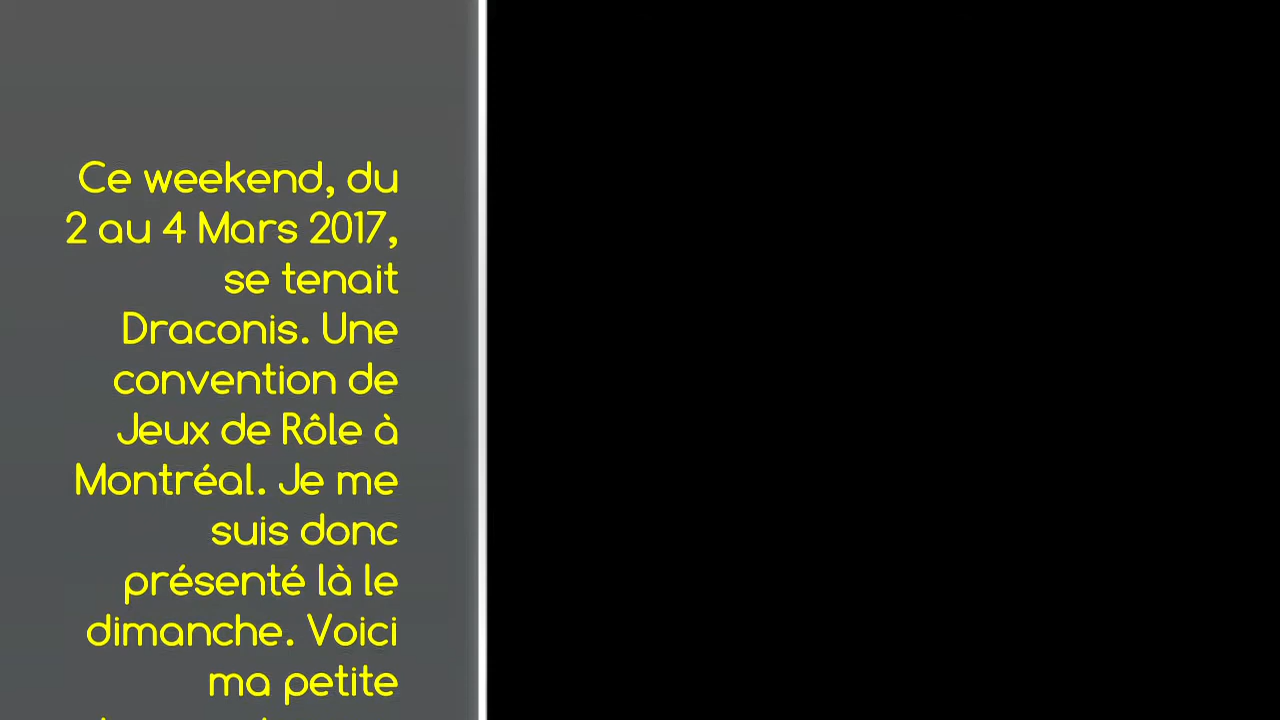 Ce weekend, du
2 au 4 Mars 2017,
se tenait
Draconis. Une
convention de
Jeux de Rôle à
Montréal. Je me
suis donc
présenté là le
dimanche. Voici
ma petite